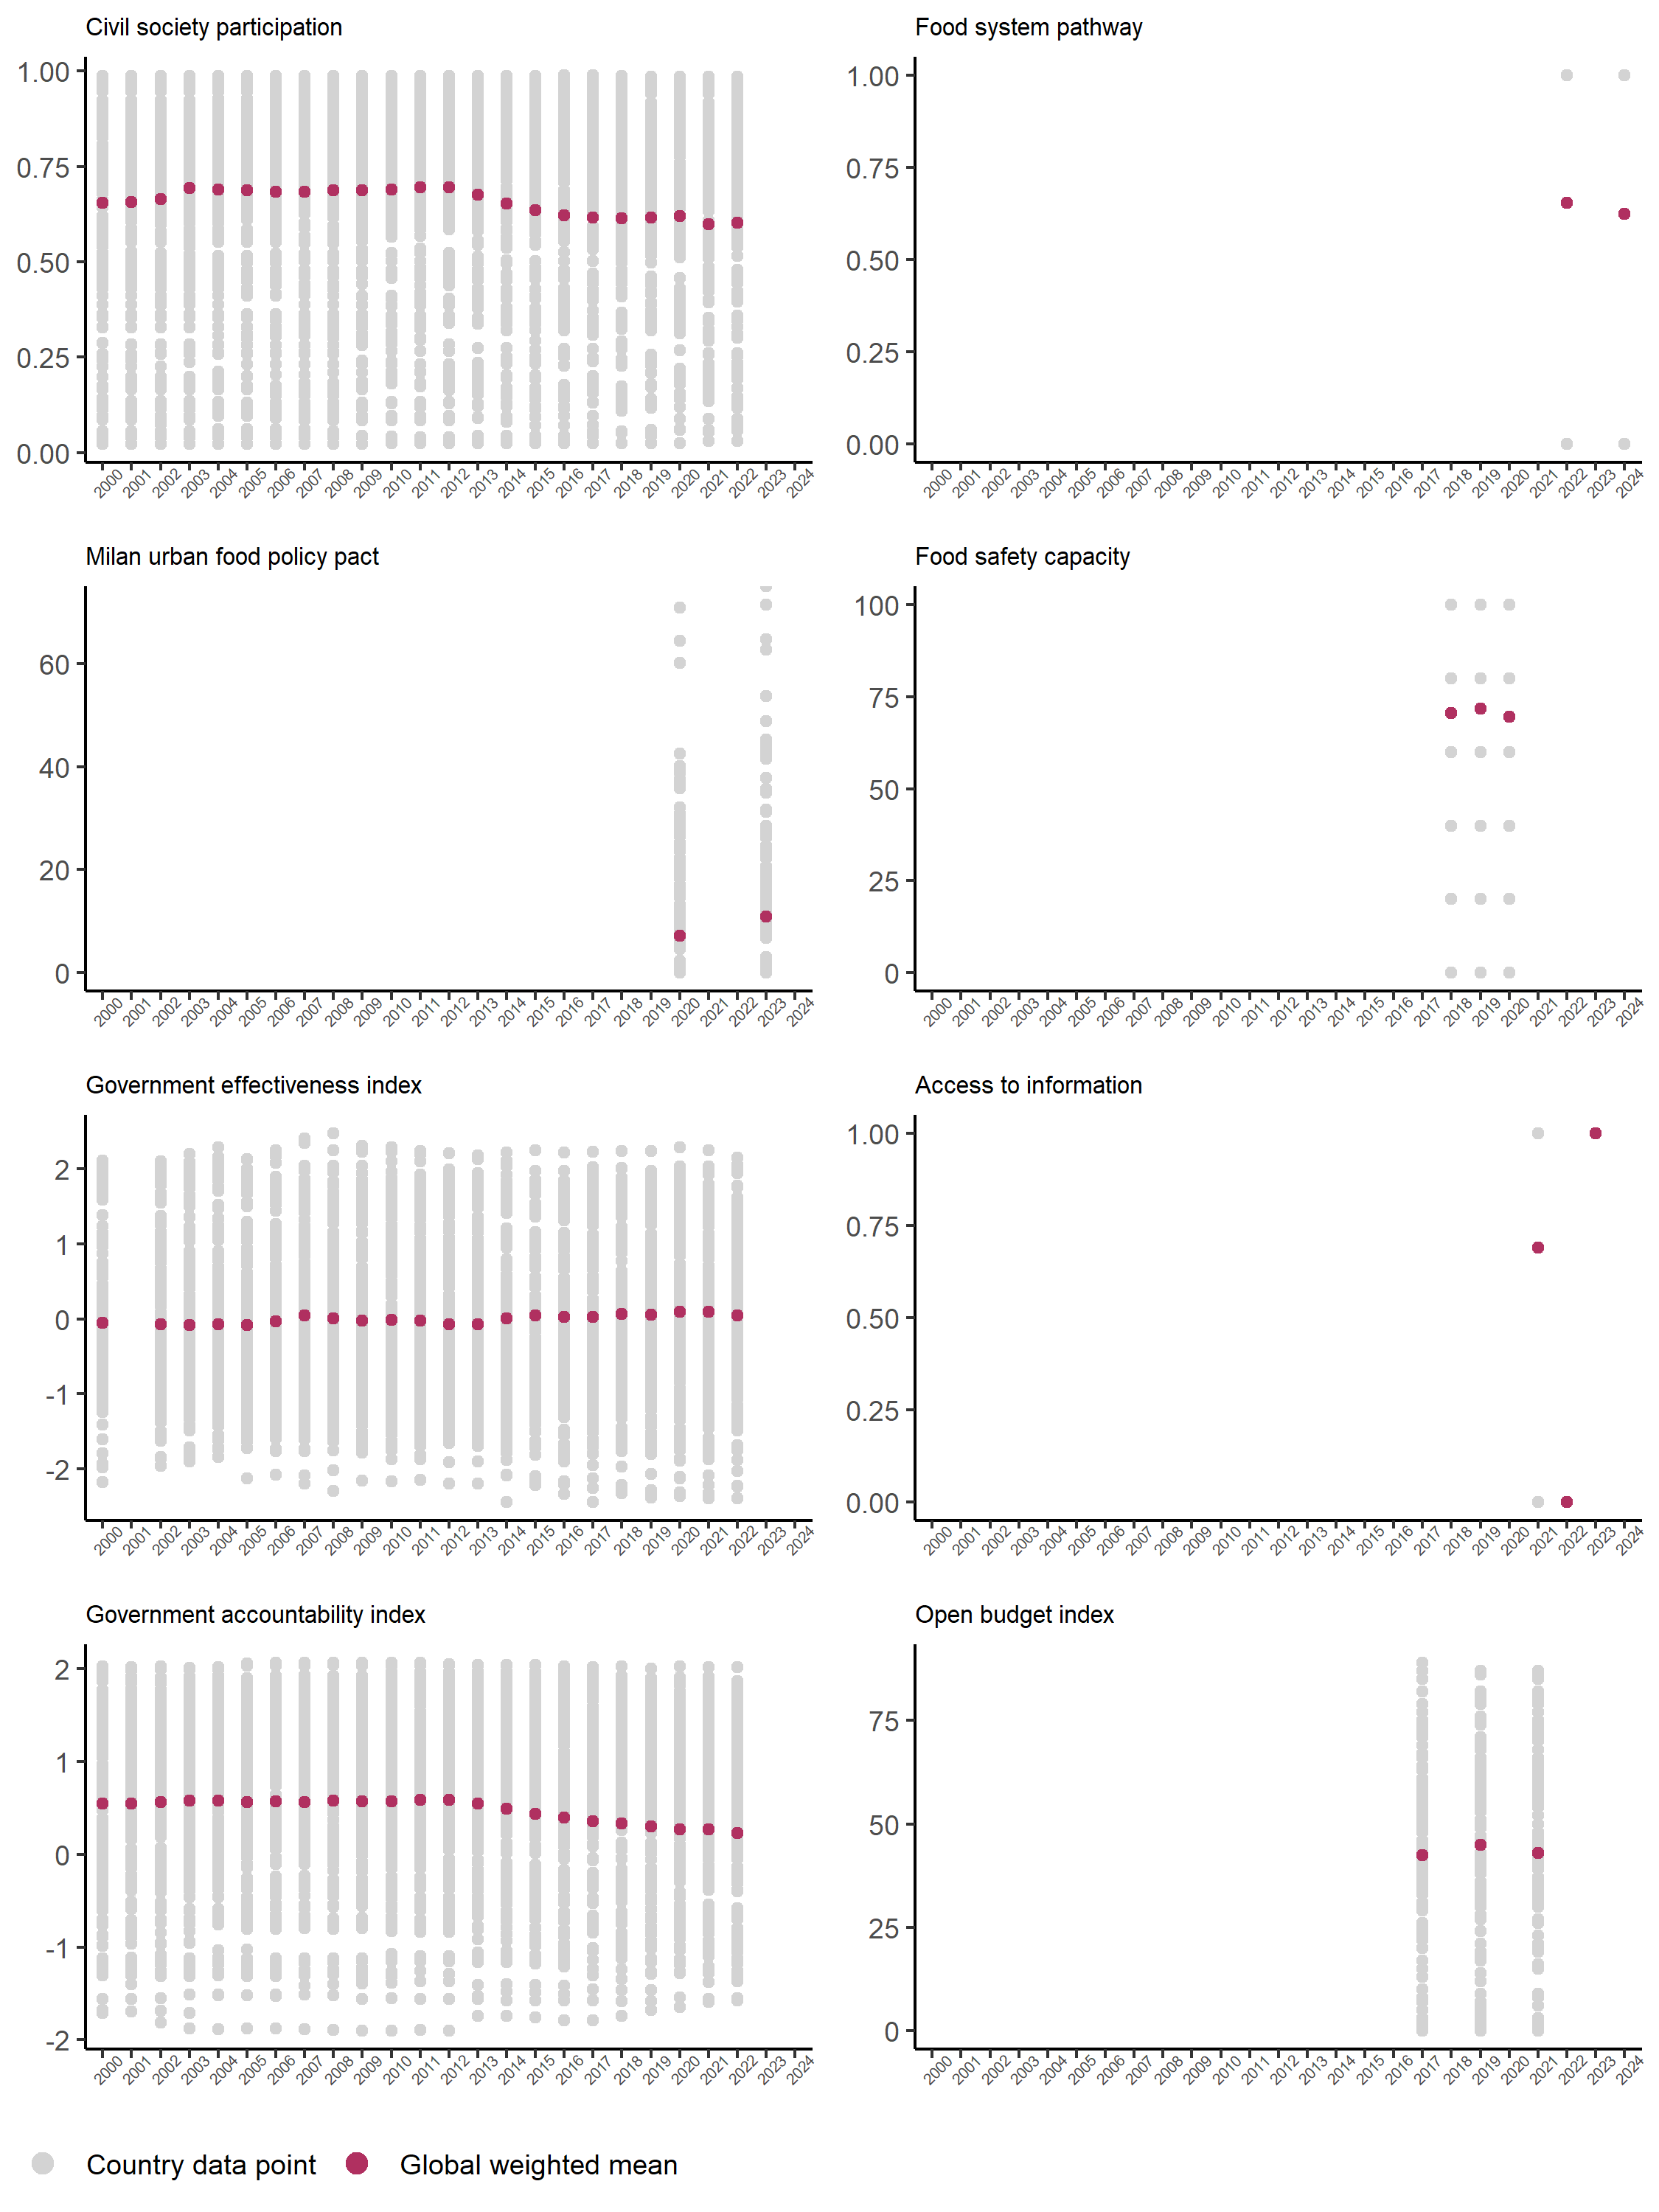 Civil society participation
1.00
0.75
0.50
0.25
0.00
2000 2001 2002 2003 2004 2005 2006 2007 2008 2009 2010 2011 2012 2013 2014 2015 2016 2017 2018 2019 2020 2021 2022 2023 2024
Food system pathway
1.00
0.75
0.50
0.25
0.00
2000 2001 2002 2003 2004 2005 2006 2007 2008 2009 2010 2011 2012 2013 2014 2015 2016 2017 2018 2019 2020 2021 2022 2023 2024
Milan urban food policy pact
60
40
20
0
2000 2001 2002 2003 2004 2005 2006 2007 2008 2009 2010 2011 2012 2013 2014 2015 2016 2017 2018 2019 2020 2021 2022 2023 2024
Food safety capacity
100
75
50
25
0
2000 2001 2002 2003 2004 2005 2006 2007 2008 2009 2010 2011 2012 2013 2014 2015 2016 2017 2018 2019 2020 2021 2022 2023 2024
Government effectiveness index
2
1
0
-1
-2
2000 2001 2002 2003 2004 2005 2006 2007 2008 2009 2010 2011 2012 2013 2014 2015 2016 2017 2018 2019 2020 2021 2022 2023 2024
Access to information
1.00
0.75
0.50
0.25
0.00
2000 2001 2002 2003 2004 2005 2006 2007 2008 2009 2010 2011 2012 2013 2014 2015 2016 2017 2018 2019 2020 2021 2022 2023 2024
Government accountability index
2
1
0
-1
-2
2000 2001 2002 2003 2004 2005 2006 2007 2008 2009 2010 2011 2012 2013 2014 2015 2016 2017 2018 2019 2020 2021 2022 2023 2024
Open budget index
75
50
25
0
2000 2001 2002 2003 2004 2005 2006 2007 2008 2009 2010 2011 2012 2013 2014 2015 2016 2017 2018 2019 2020 2021 2022 2023 2024
Country data point Global weighted mean